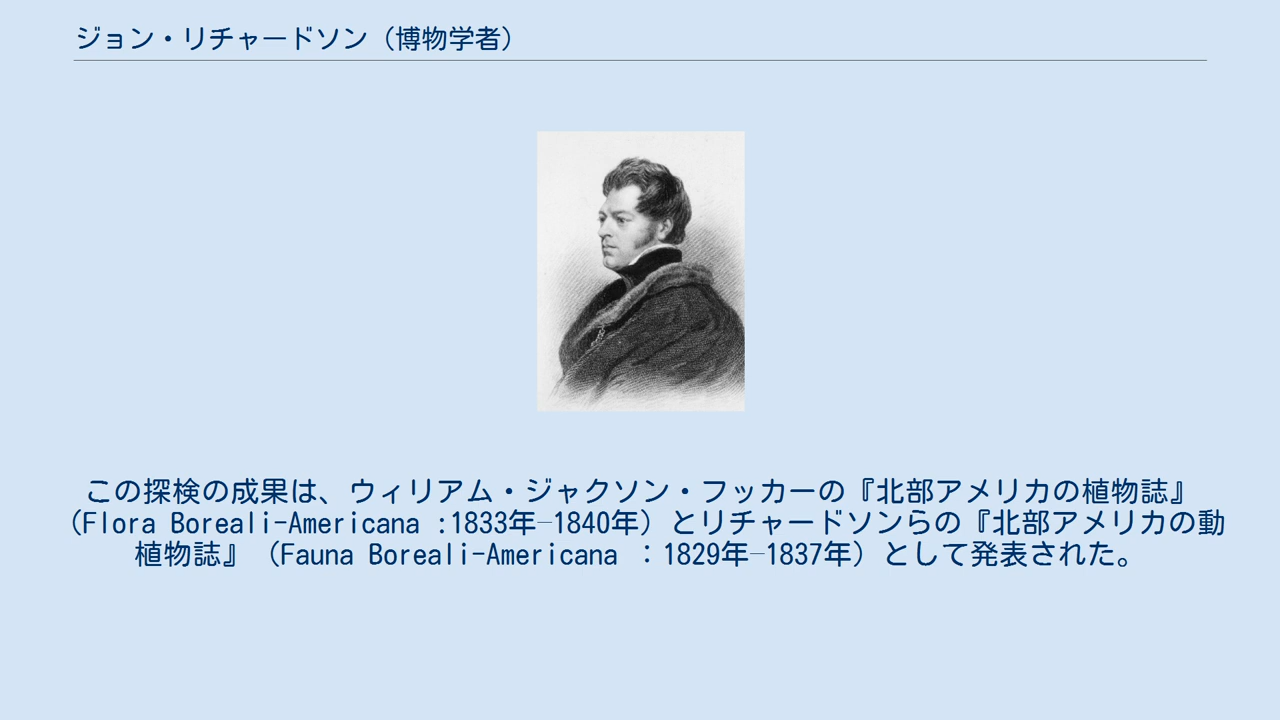 ジョン・リチャードソン（博物学者）
この探検の成果は、ウィリアム・ジャクソン・フッカーの『北部アメリカの植物誌』
（Flora Boreali-Americana :1833年–1840年）とリチャードソンらの『北部アメリカの動
植物誌』（Fauna Boreali-Americana ：1829年–1837年）として発表された。